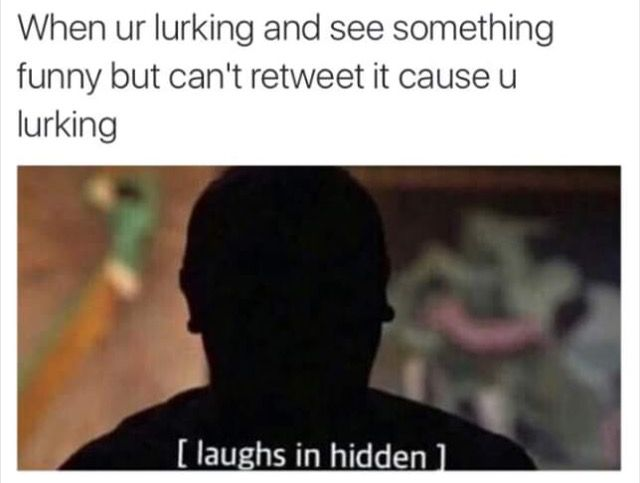 When ur lurking and see something
funny but can't retweet it cause u
lurking
[ laughs in hidden ]